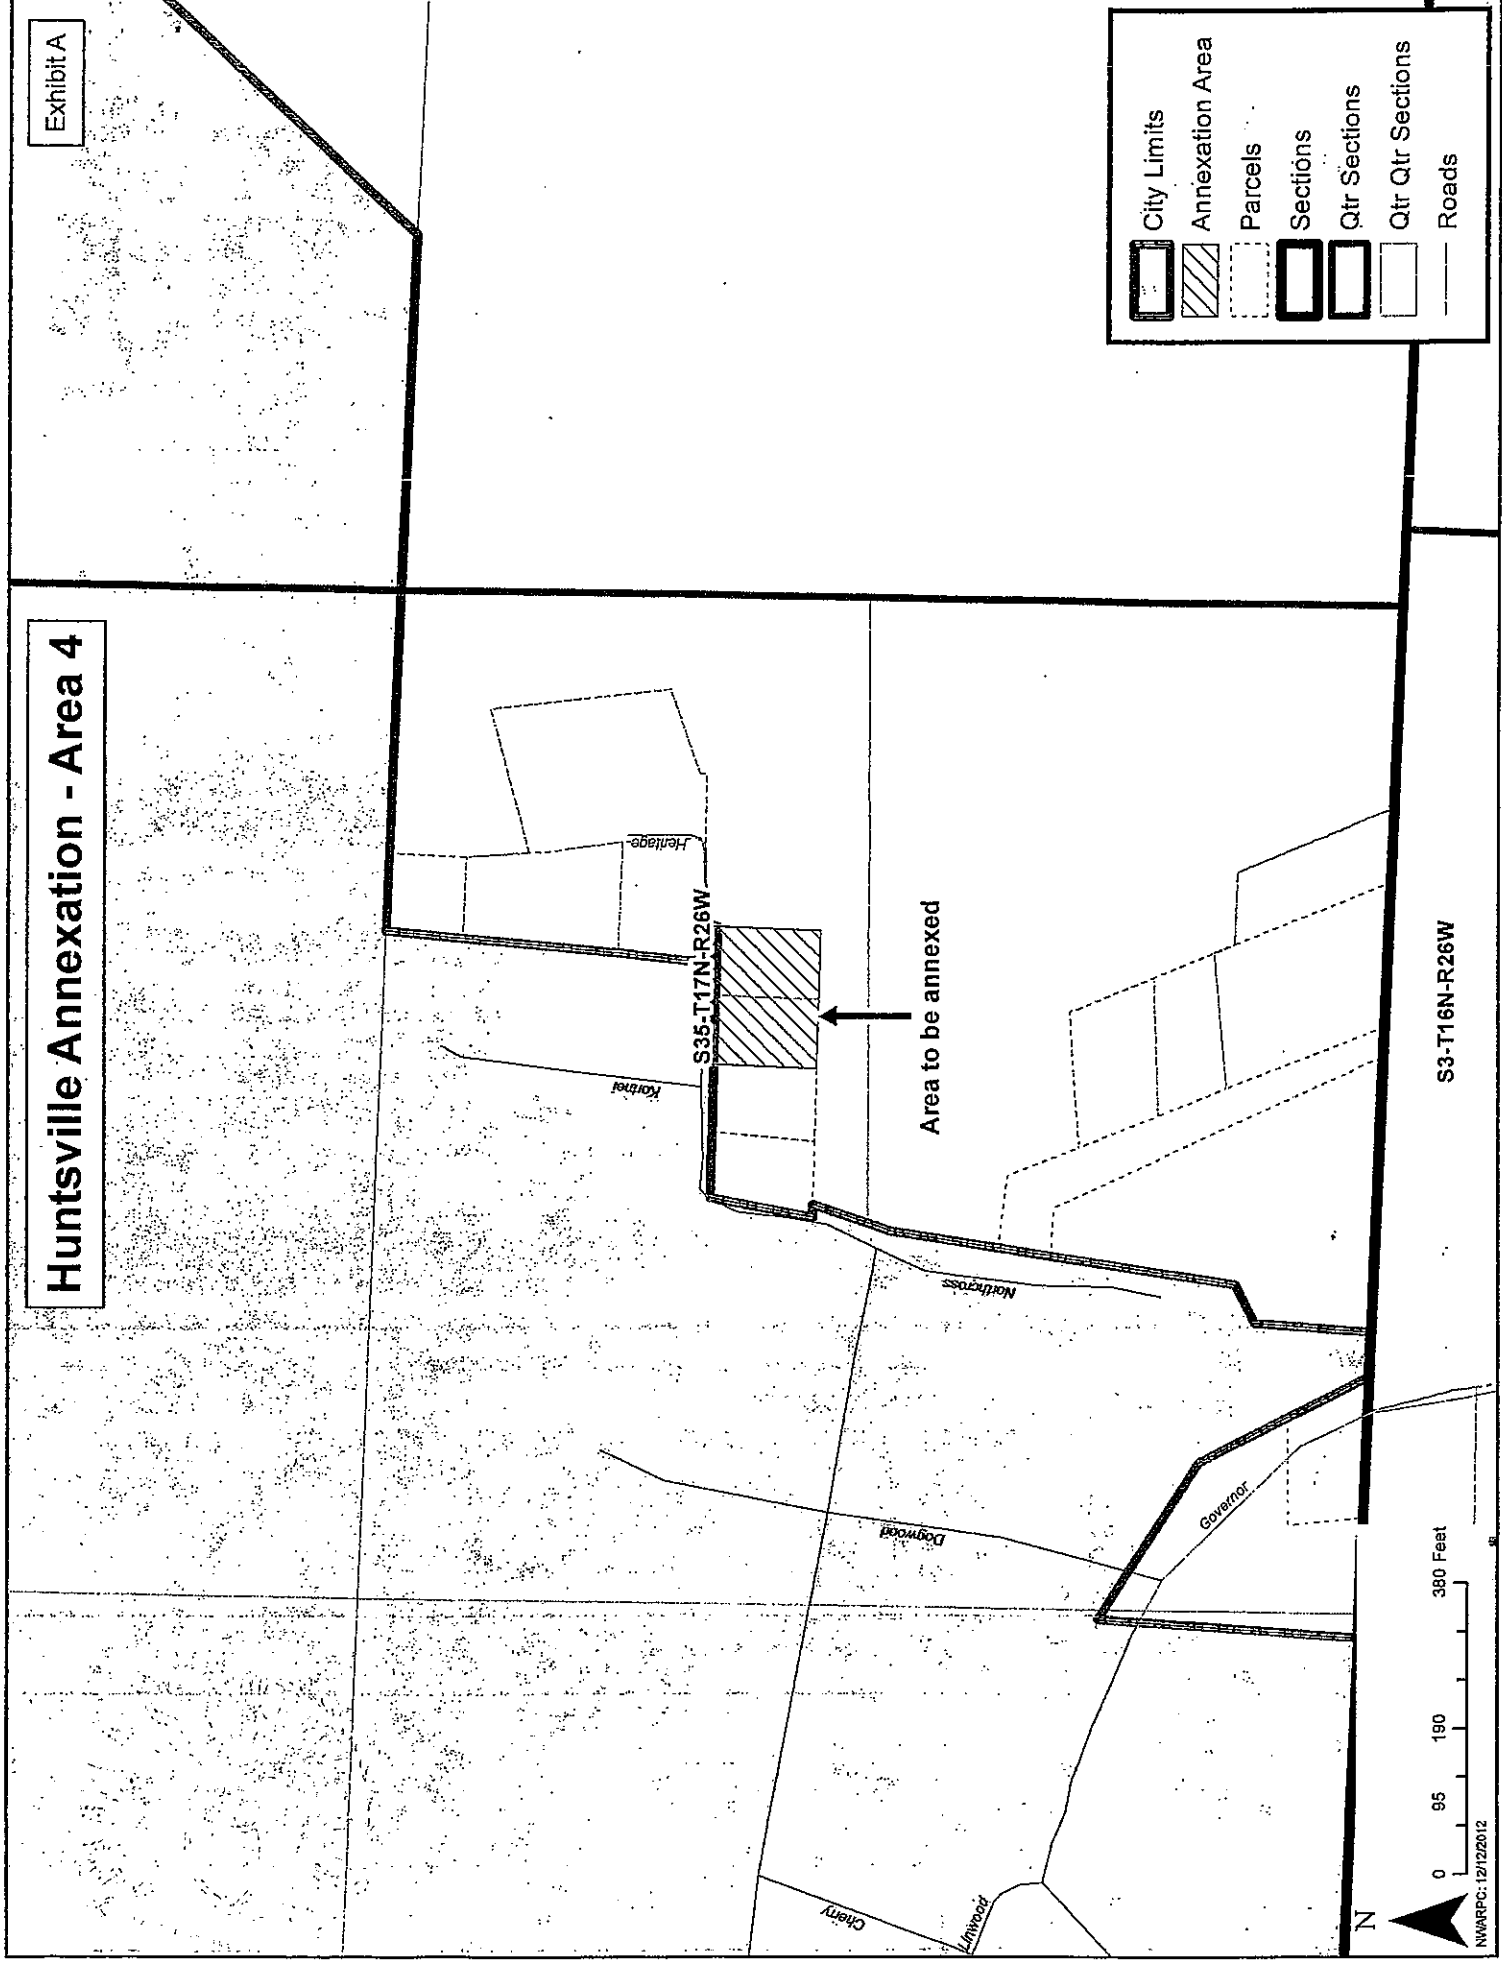 Huntsville Annexation - Area 4
Exhibit A
Heritage
S35-T17N-R26W
Kortnei
Area to be annexed
Northcross
Dogwood
Governor
Cherry
Linwood
S3-T16N-R26W
City Limits
Annexation Area
Parcels
Sections
Qtr Sections
Qtr Qtr Sections
Roads
N
0 95 190 380 Feet
NWARPC: 12/12/2012